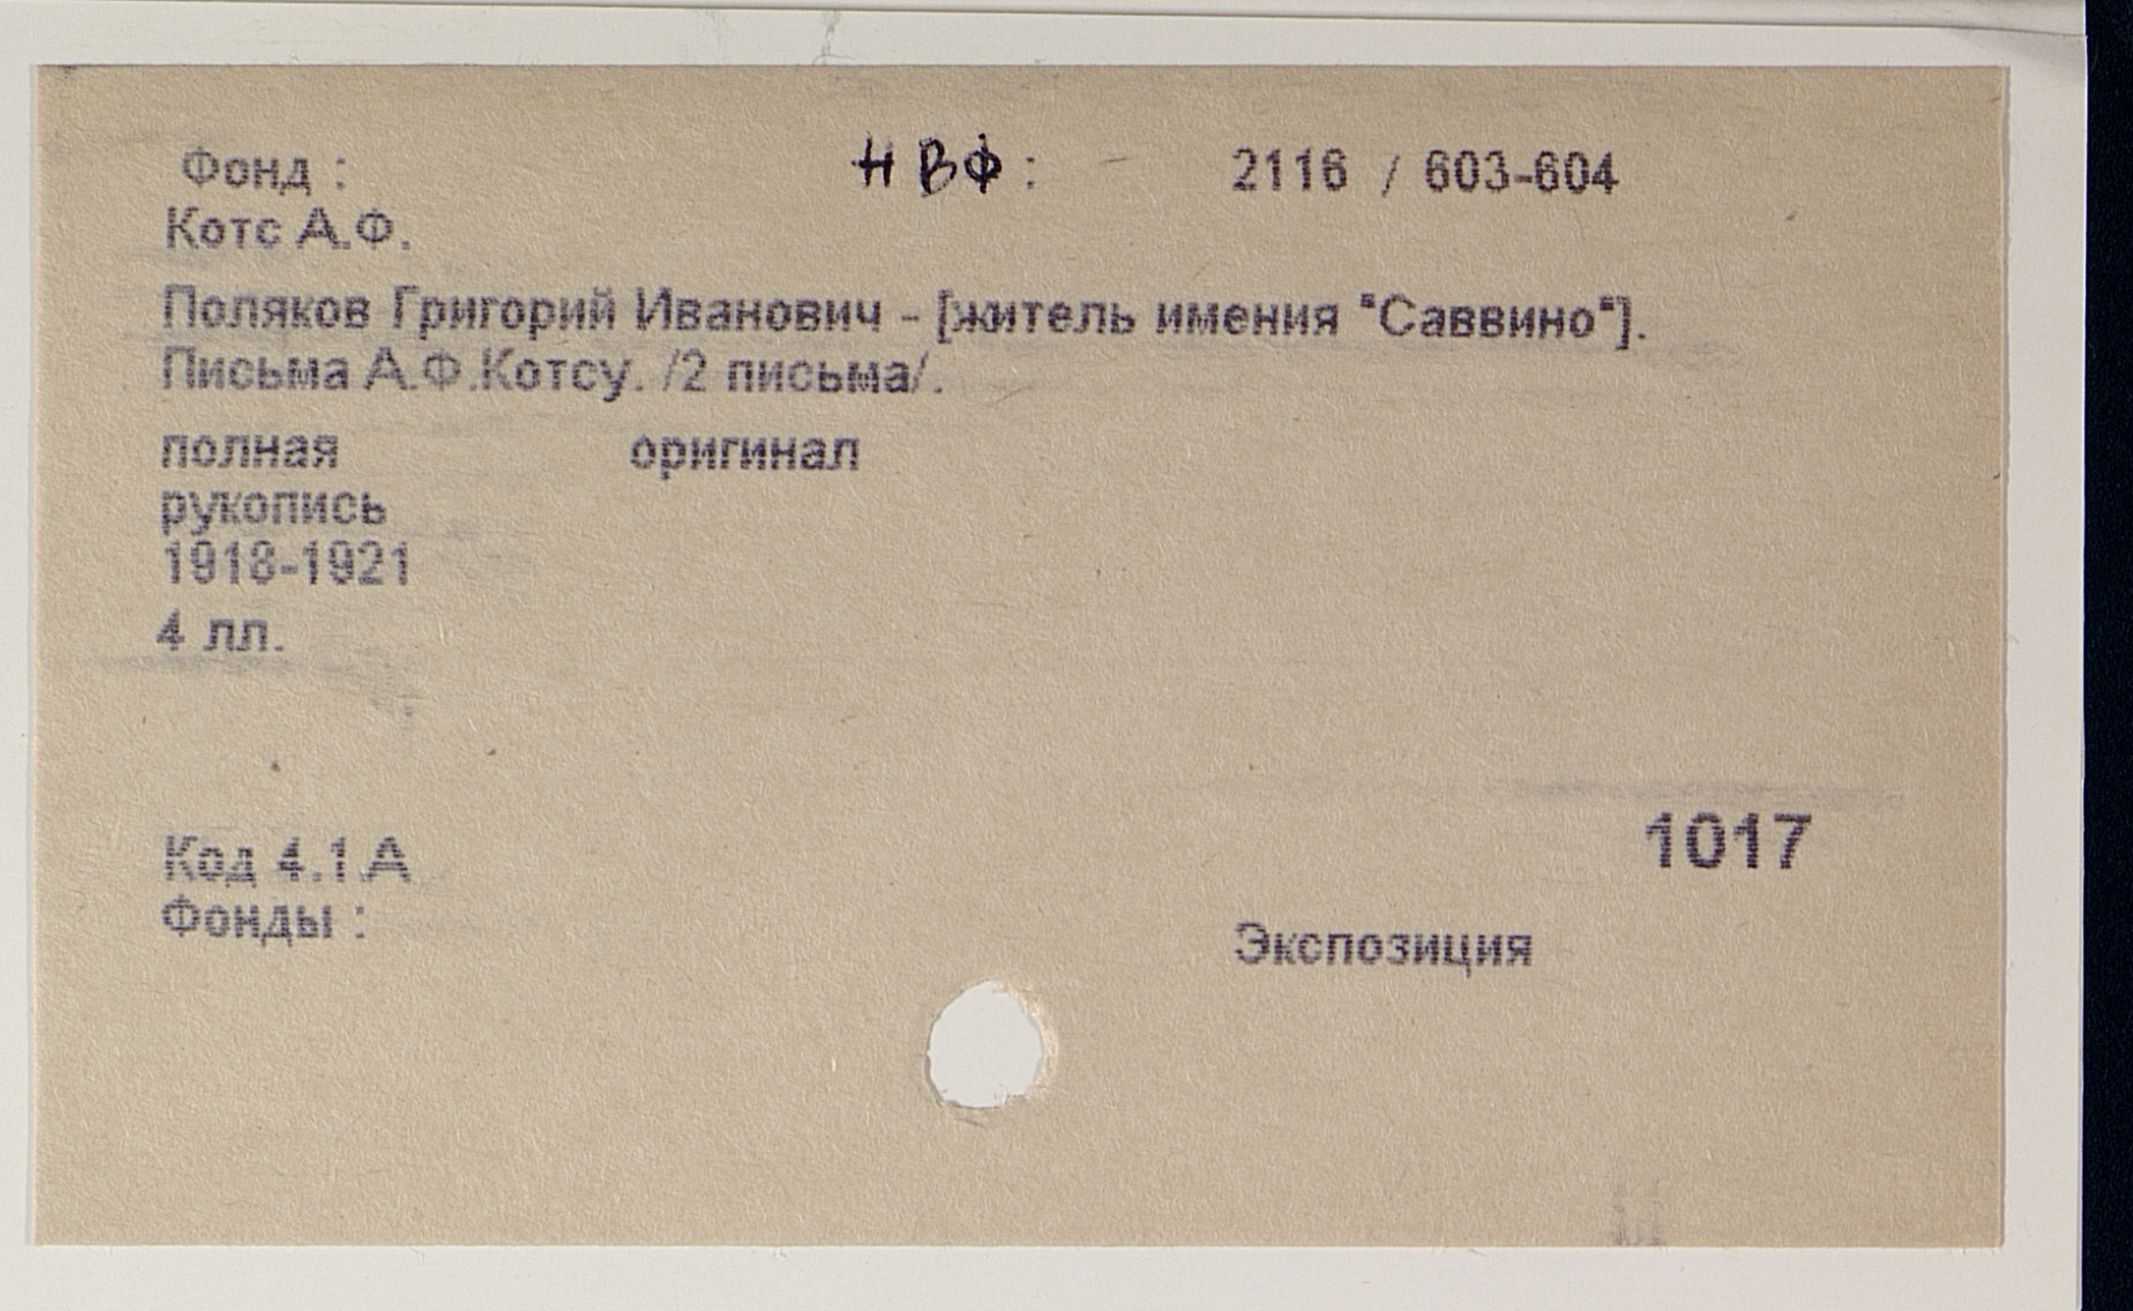 Фонд : НВФ: 2116 / 603-604
Котс А.Ф.
Поляков Григорий Иванович - [житель имения "Саввино"].
Письма А.Ф.Котсу. /2 письма/.
полная оригинал
рукопись
1918-1921
4 лл.
1017
Код 4.1.А
Фонды :
Экспозиция